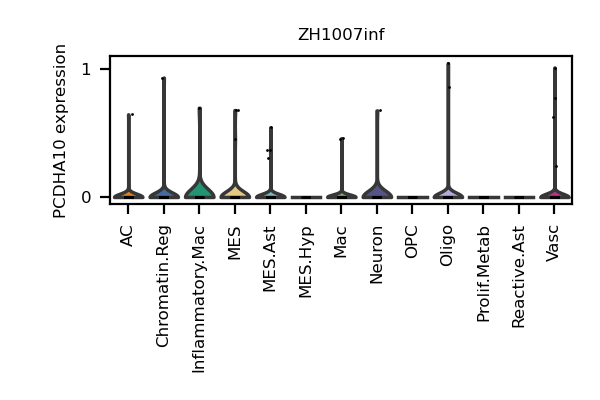 ZH1007inf
PCDHA10 expression
1
0
AC
Chromatin.Reg
Inflammatory.Mac
MES
MES.Ast
MES.Hyp
Mac
Neuron
OPC
Oligo
Prolif.Metab
Reactive.Ast
Vasc